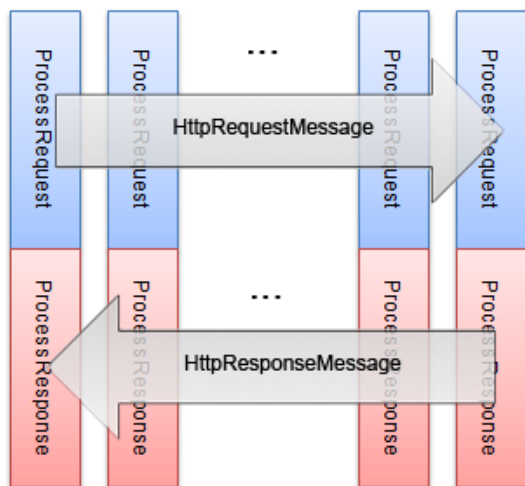 ProcessRequest
ProcessRequest
...
ProcessRequest
ProcessRequest
HttpRequestMessage
ProcessResponse
ProcessResponse
...
ProcessResponse
ProcessResponse
HttpResponseMessage